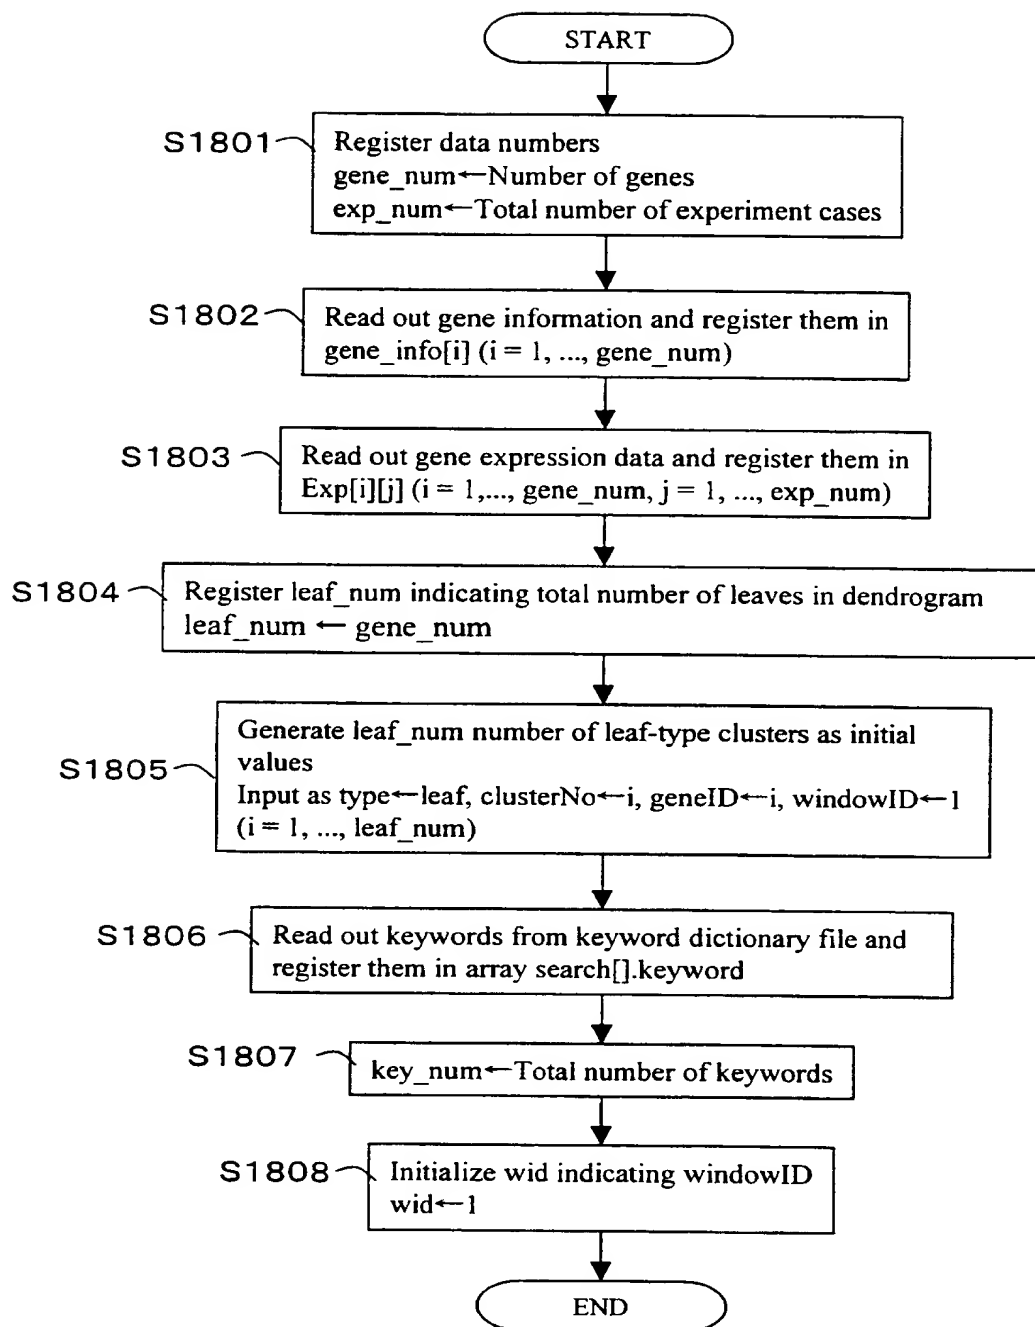 START
S1801
Register data numbers
gene_num←Number of genes
exp_num←Total number of experiment cases
S1802
Read out gene information and register them in
gene_info[i] (i = 1, ..., gene_num)
S1803
Read out gene expression data and register them in
Exp[i][j] (i = 1,..., gene_num, j = 1, ..., exp_num)
S1804
Register leaf_num indicating total number of leaves in dendrogram
leaf_num ← gene_num
S1805
Generate leaf_num number of leaf-type clusters as initial
values
Input as type←leaf, clusterNo←i, geneID←i, windowID←1
(i = 1, ..., leaf_num)
S1806
Read out keywords from keyword dictionary file and
register them in array search[].keyword
S1807
key_num←Total number of keywords
S1808
Initialize wid indicating windowID
wid←1
END